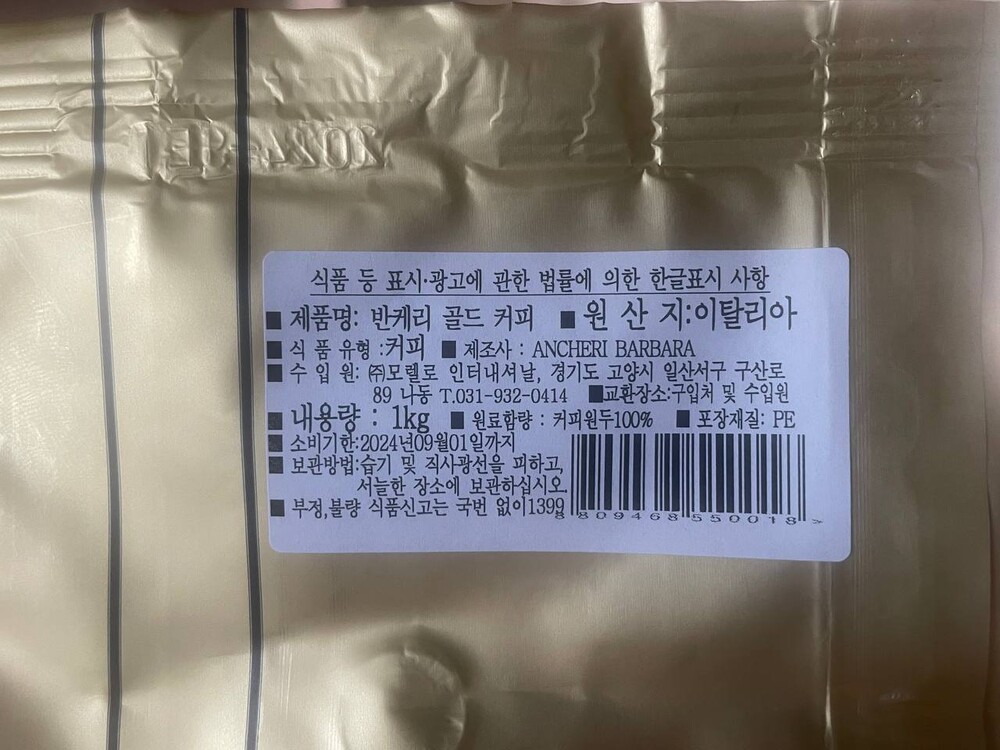 식품 등 표시·광고에 관한 법률에 의한 한글표시 사항
■ 제품명: 반케리 골드 커피 ■ 원 산 지:이탈리아
■ 식 품 유형 :커피 ■ 제조사 : ANCHERI BARBARA
■ 수 입 원: ㈜모렐로 인터내셔날, 경기도 고양시 일산서구 구산로
89 나동 T.031-932-0414 ■교환장소:구입처 및 수입원
■ 내용량 : 1kg ■ 원료함량 : 커피원두100% ■ 포장재질: PE
■ 소비기한:2024년09월01일까지
■ 보관방법:습기 및 직사광선을 피하고,
서늘한 장소에 보관하십시오.
■ 부정,불량 식품신고는 국번 없이1399
8 809468 550018 >